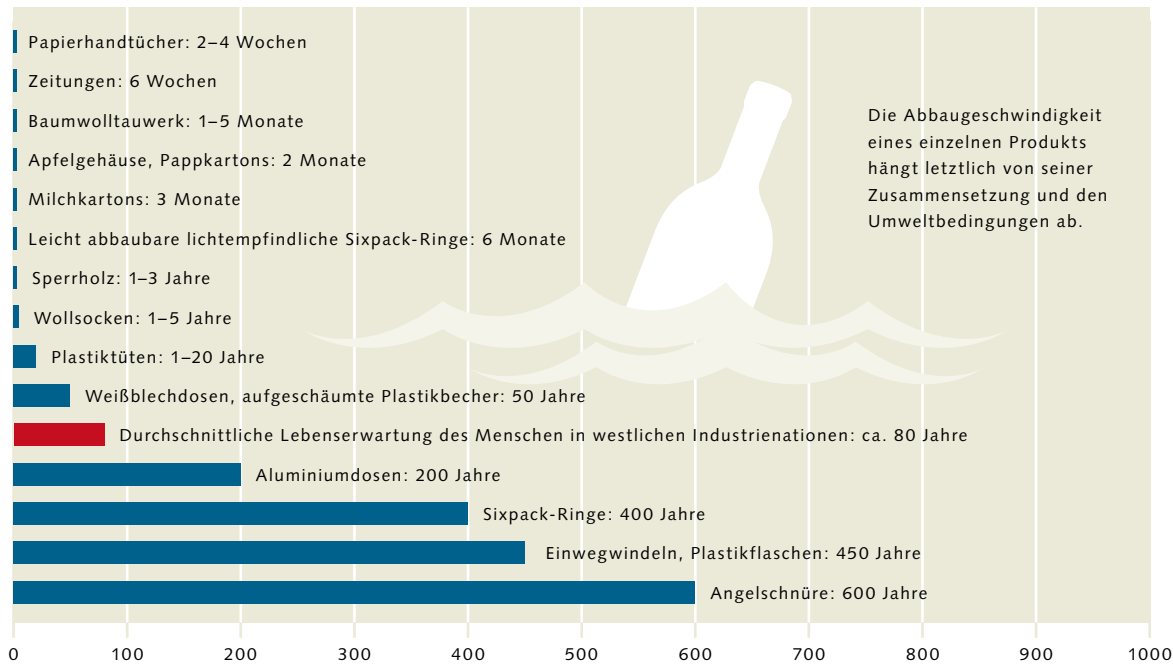 Papierhandtücher: 2–4 Wochen
Zeitungen: 6 Wochen
Baumwolltauwerk: 1–5 Monate
Apfelgehäuse, Pappkartons: 2 Monate
Milchkartons: 3 Monate
Leicht abbaubare lichtempfindliche Sixpack-Ringe: 6 Monate
Sperrholz: 1–3 Jahre
Wollsocken: 1–5 Jahre
Plastiktüten: 1–20 Jahre
Weißblechdosen, aufgeschäumte Plastikbecher: 50 Jahre
Durchschnittliche Lebenserwartung des Menschen in westlichen Industrienationen: ca. 80 Jahre
Aluminiumdosen: 200 Jahre
Sixpack-Ringe: 400 Jahre
Einwegwindeln, Plastikflaschen: 450 Jahre
Angelschnüre: 600 Jahre
Die Abbaugeschwindigkeit
eines einzelnen Produkts
hängt letztlich von seiner
Zusammensetzung und den
Umweltbedingungen ab.
0 100 200 300 400 500 600 700 800 900 1000